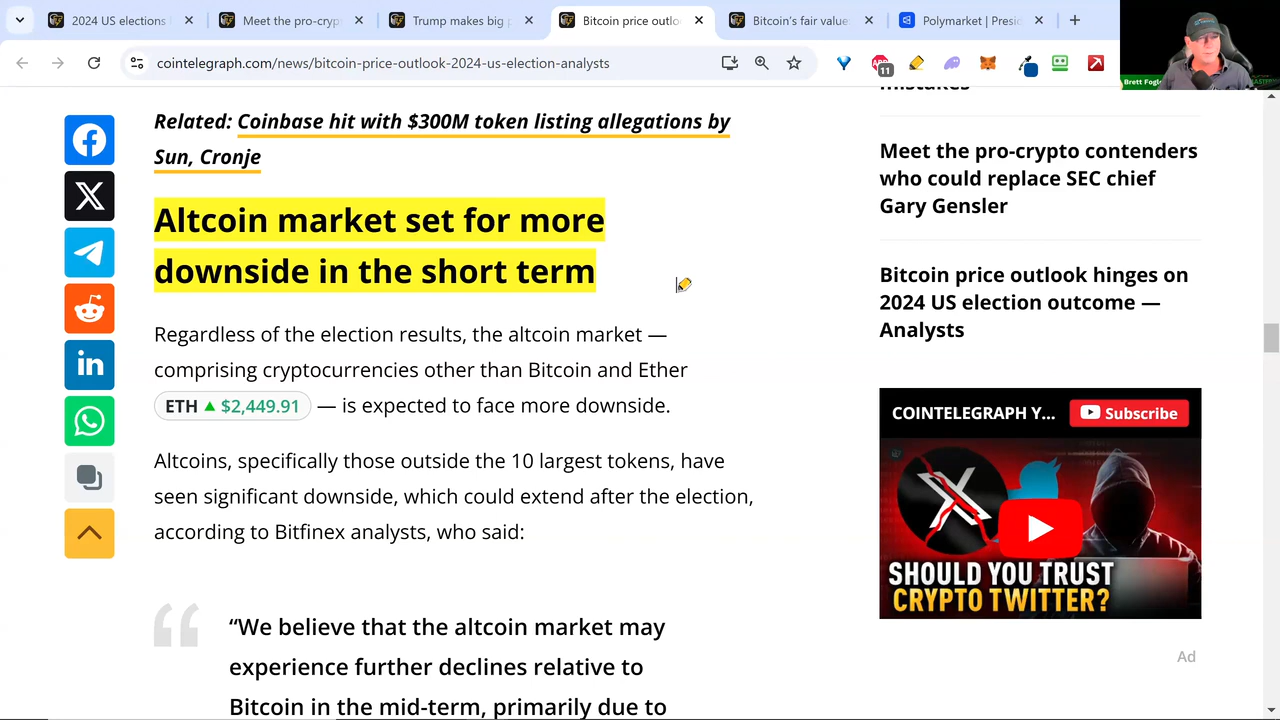 2024 US elections
Meet the pro-cryp
Trump makes big p
Bitcoin price outlo
Bitcoin's fair value
Polymarket | Presid
cointelegraph.com/news/bitcoin-price-outlook-2024-us-election-analysts
11
Brett Fogle
Related: Coinbase hit with $300M token listing allegations by
Sun, Cronje
Altcoin market set for more
downside in the short term
Regardless of the election results, the altcoin market —
comprising cryptocurrencies other than Bitcoin and Ether
ETH ▲ $2,449.91 — is expected to face more downside.
Altcoins, specifically those outside the 10 largest tokens, have
seen significant downside, which could extend after the election,
according to Bitfinex analysts, who said:
“We believe that the altcoin market may
experience further declines relative to
Bitcoin in the mid-term, primarily due to
mistakes
Meet the pro-crypto contenders
who could replace SEC chief
Gary Gensler
Bitcoin price outlook hinges on
2024 US election outcome —
Analysts
COINTELEGRAPH Y...
Subscribe
SHOULD YOU TRUST
CRYPTO TWITTER?
Ad